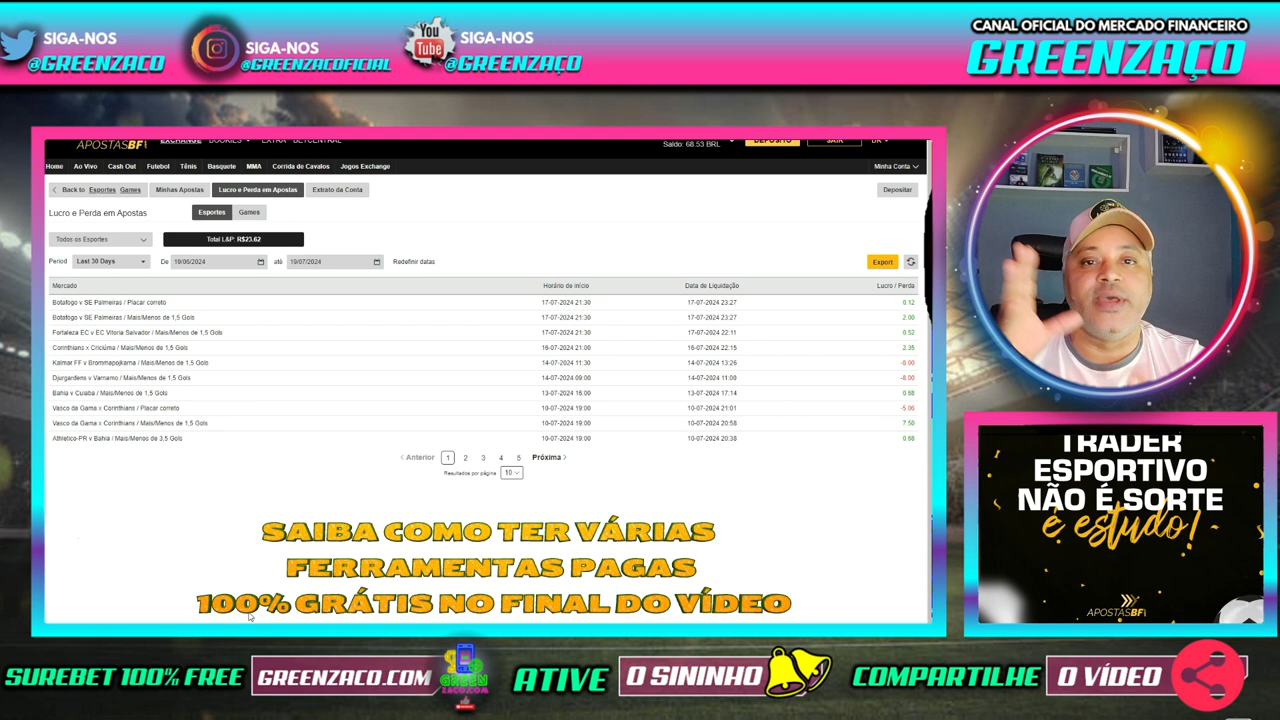 SIGA-NOS
@GREENZACO
SIGA-NOS
@GREENZACOFICIAL
You
Tube
SIGA-NOS
@GREENZAÇO
CANAL OFICIAL DO MERCADO FINANCEIRO
GREENZAÇO
APOSTASBF
EXCHANGE BOOKIES EXTRA BETCENTRAL
Saldo: 68.53 BRL
DEPÓSITO
SAIR
BR
Home Ao Vivo Cash Out Futebol Tênis Basquete MMA Corrida de Cavalos Jogos Exchange
Minha Conta
Back to Esportes Games
Minhas Apostas
Lucro e Perda em Apostas
Extrato da Conta
Depositar
Lucro e Perda em Apostas
Esportes
Games
Todos os Esportes
Total L&P: R$23.62
Period Last 30 Days De 19/06/2024 até 19/07/2024 Redefinir datas
Export
Mercado Horário de início Data de Liquidação Lucro / Perda
Botafogo v SE Palmeiras / Placar correto 17-07-2024 21:30 17-07-2024 23:27 0.12
Botafogo v SE Palmeiras / Mais/Menos de 1,5 Gols 17-07-2024 21:30 17-07-2024 23:27 2.00
Fortaleza EC v EC Vitoria Salvador / Mais/Menos de 1,5 Gols 17-07-2024 21:30 17-07-2024 22:11 0.52
Corinthians x Criciúma / Mais/Menos de 1,5 Gols 16-07-2024 21:00 16-07-2024 22:15 2.35
Kalmar FF v Brommapojkarna / Mais/Menos de 1,5 Gols 14-07-2024 11:30 14-07-2024 13:26
Djurgardens v Varnamo / Mais/Menos de 1,5 Gols 14-07-2024 09:00 14-07-2024 11:00 -8.00
Bahia v Cuiaba / Mais/Menos de 1,5 Gols 13-07-2024 16:00 13-07-2024 17:14 0.68
Vasco da Gama x Corinthians / Placar correto 10-07-2024 19:00 10-07-2024 21:01 -5.06
Vasco da Gama x Corinthians / Mais/Menos de 1,5 Gols 10-07-2024 19:00 10-07-2024 20:58 7.50
Athletico-PR v Bahia / Mais/Menos de 3,5 Gols 10-07-2024 19:00 10-07-2024 20:38 0.68
Anterior 1 2 3 4 5 Próxima
Resultados por página 10
SAIBA COMO TER VÁRIAS
FERRAMENTAS PAGAS
100% GRÁTIS NO FINAL DO VÍDEO
TRADER
ESPORTIVO
NÃO É SORTE
é estudo!
APOSTASBF
SUREBET 100% FREE
GREENZACO.COM
GREEN
ZACO.COM
ATIVE
O SININHO
COMPARTILHE
O VÍDEO